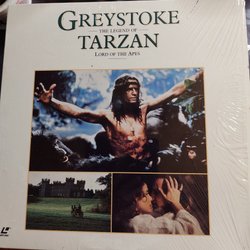 GREYSTOKE
THE LEGEND OF
TARZAN
LORD OF THE APES